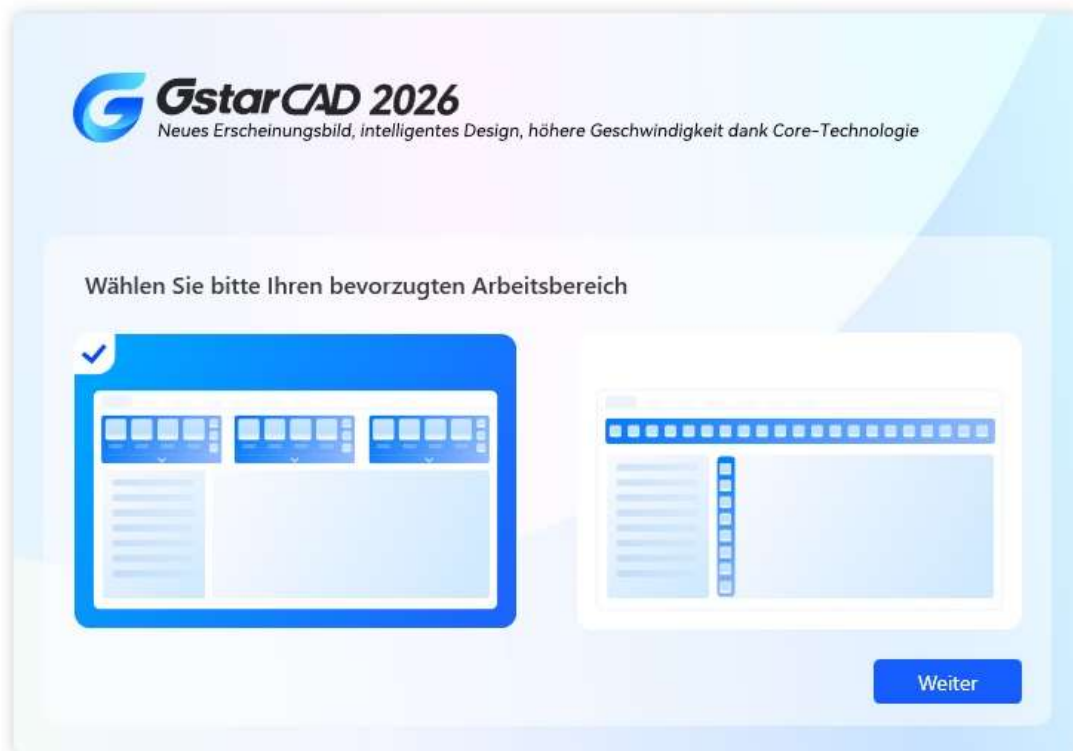 GstarCAD 2026
Neues Erscheinungsbild, intelligentes Design, höhere Geschwindigkeit dank Core-Technologie
Wählen Sie bitte Ihren bevorzugten Arbeitsbereich
Weiter